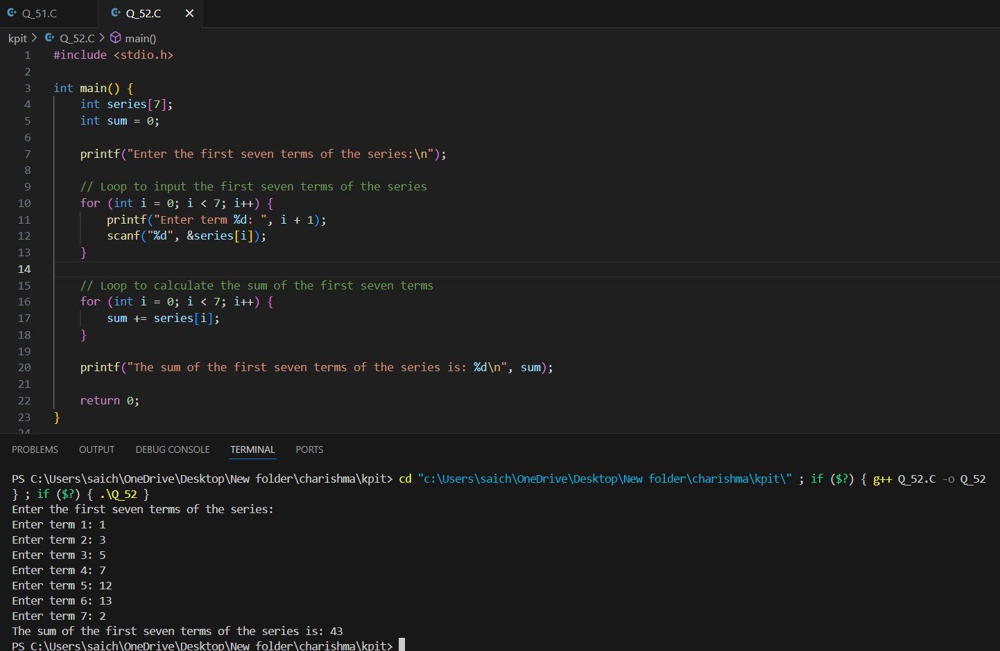 Q_51.C
Q_52.C
kpit > Q_52.C > main()
1 #include <stdio.h>
2
3 int main() {
4     int series[7];
5     int sum = 0;
6
7     printf("Enter the first seven terms of the series:\n");
8
9     // Loop to input the first seven terms of the series
10     for (int i = 0; i < 7; i++) {
11         printf("Enter term %d: ", i + 1);
12         scanf("%d", &series[i]);
13     }
14
15     // Loop to calculate the sum of the first seven terms
16     for (int i = 0; i < 7; i++) {
17         sum += series[i];
18     }
19
20     printf("The sum of the first seven terms of the series is: %d\n", sum);
21
22     return 0;
23 }
24
PROBLEMS OUTPUT DEBUG CONSOLE TERMINAL PORTS
PS C:\Users\saich\OneDrive\Desktop\New folder\charishma\kpit> cd "c:\Users\saich\OneDrive\Desktop\New folder\charishma\kpit\" ; if ($?) { g++ Q_52.C -o Q_52
} ; if ($?) { .\Q_52 }
Enter the first seven terms of the series:
Enter term 1: 1
Enter term 2: 3
Enter term 3: 5
Enter term 4: 7
Enter term 5: 12
Enter term 6: 13
Enter term 7: 2
The sum of the first seven terms of the series is: 43
PS C:\Users\saich\OneDrive\Desktop\New folder\charishma\kpit>